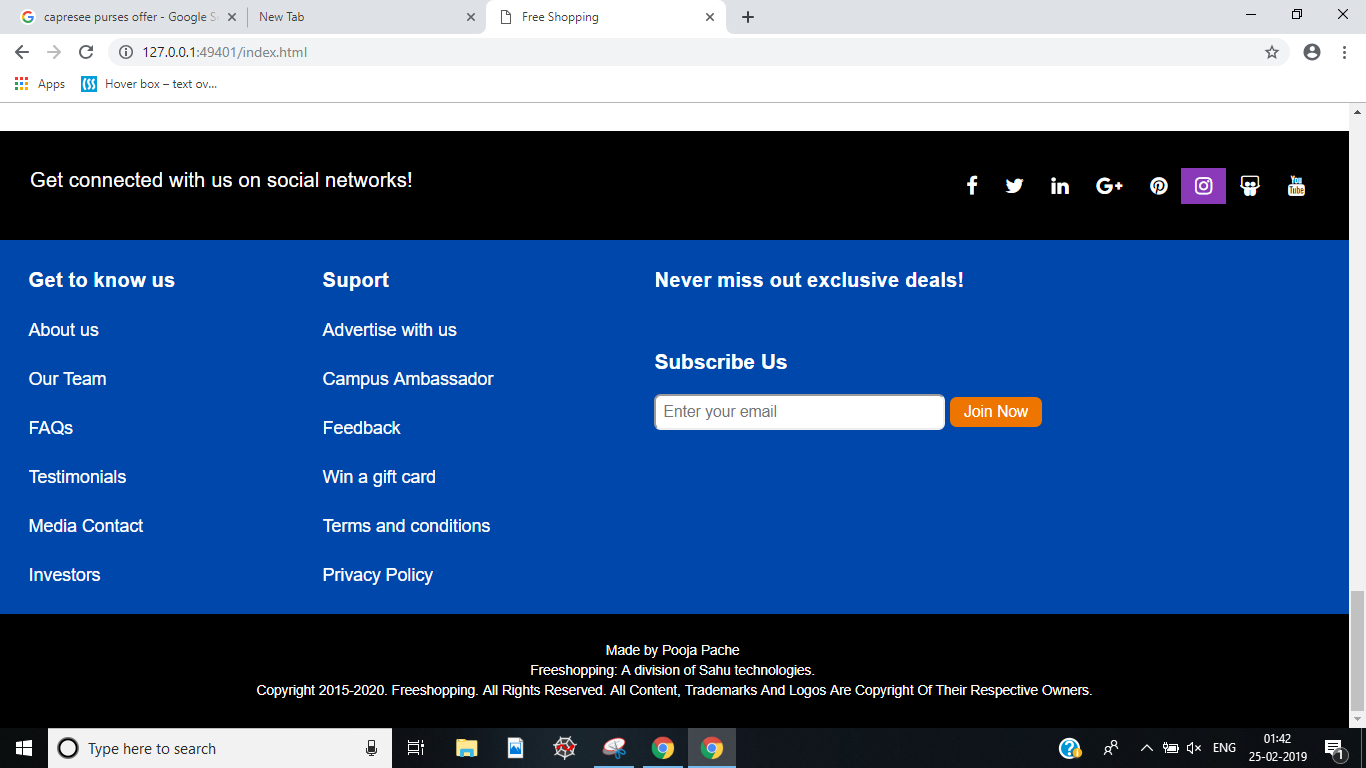 capresee purses offer - Google S
New Tab
Free Shopping
127.0.0.1:49401/index.html
Apps
Hover box – text ov...
Get connected with us on social networks!
G+
You
Tube
Get to know us
Suport
Never miss out exclusive deals!
About us
Advertise with us
Subscribe Us
Our Team
Campus Ambassador
Enter your email
Join Now
FAQs
Feedback
Testimonials
Win a gift card
Media Contact
Terms and conditions
Investors
Privacy Policy
Made by Pooja Pache
Freeshopping: A division of Sahu technologies.
Copyright 2015-2020. Freeshopping. All Rights Reserved. All Content, Trademarks And Logos Are Copyright Of Their Respective Owners.
Type here to search
ENG
01:42
25-02-2019
1